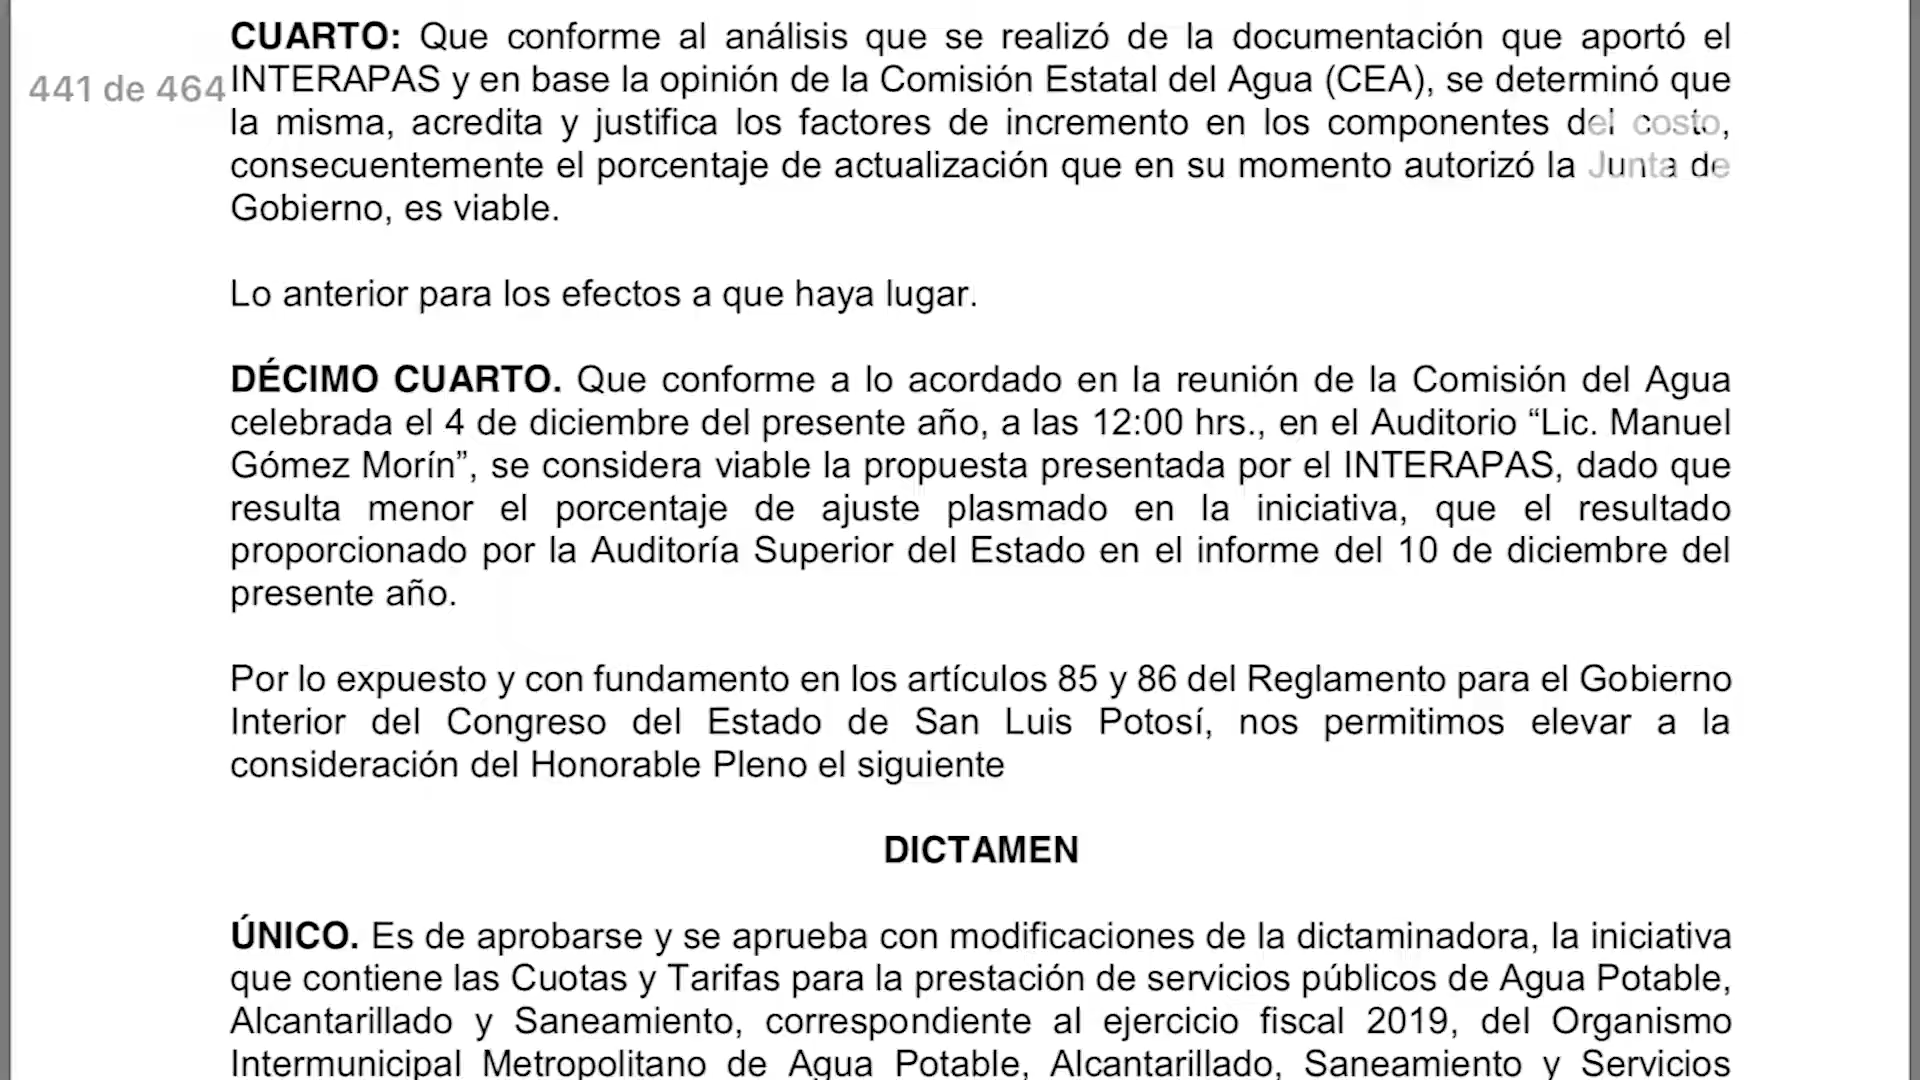 CUARTO: Que conforme al análisis que se realizó de la documentación que aportó el
441 de 464
INTERAPAS y en base la opinión de la Comisión Estatal del Agua (CEA), se determinó que
la misma, acredita y justifica los factores de incremento en los componentes del costo,
consecuentemente el porcentaje de actualización que en su momento autorizó la Junta de
Gobierno, es viable.
Lo anterior para los efectos a que haya lugar.
DÉCIMO CUARTO. Que conforme a lo acordado en la reunión de la Comisión del Agua
celebrada el 4 de diciembre del presente año, a las 12:00 hrs., en el Auditorio “Lic. Manuel
Gómez Morín”, se considera viable la propuesta presentada por el INTERAPAS, dado que
resulta menor el porcentaje de ajuste plasmado en la iniciativa, que el resultado
proporcionado por la Auditoría Superior del Estado en el informe del 10 de diciembre del
presente año.
Por lo expuesto y con fundamento en los artículos 85 y 86 del Reglamento para el Gobierno
Interior del Congreso del Estado de San Luis Potosí, nos permitimos elevar a la
consideración del Honorable Pleno el siguiente
DICTAMEN
ÚNICO. Es de aprobarse y se aprueba con modificaciones de la dictaminadora, la iniciativa
que contiene las Cuotas y Tarifas para la prestación de servicios públicos de Agua Potable,
Alcantarillado y Saneamiento, correspondiente al ejercicio fiscal 2019, del Organismo
Intermunicipal Metropolitano de Agua Potable, Alcantarillado, Saneamiento y Servicios